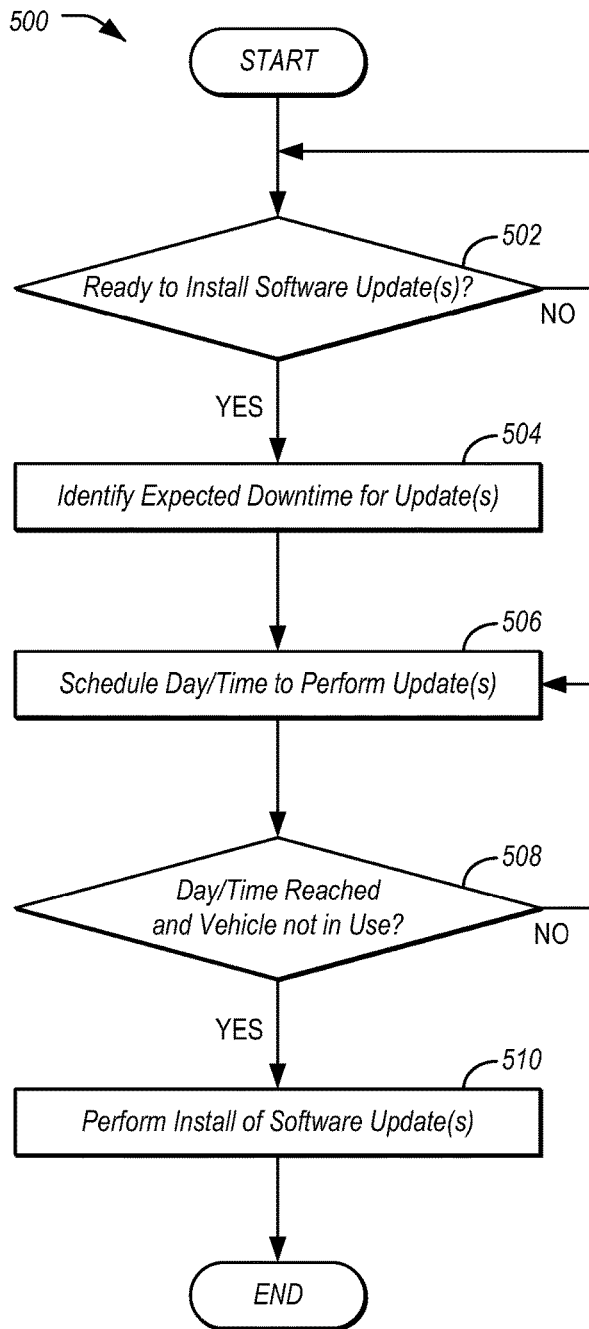 500
START
502
Ready to Install Software Update(s)?
NO
YES
504
Identify Expected Downtime for Update(s)
506
Schedule Day/Time to Perform Update(s)
508
Day/Time Reached
and Vehicle not in Use?
NO
YES
510
Perform Install of Software Update(s)
END